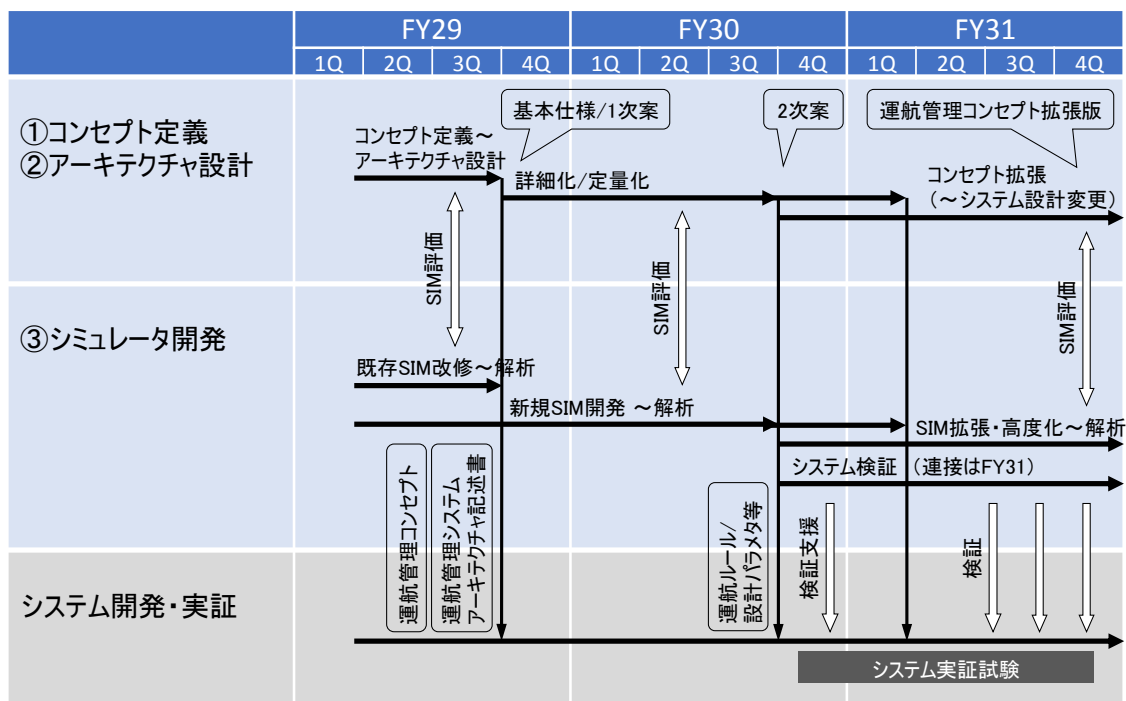 FY29
FY30
FY31
1Q
2Q
3Q
4Q
1Q
2Q
3Q
4Q
1Q
2Q
3Q
4Q
①コンセプト定義
②アーキテクチャ設計
コンセプト定義～
アーキテクチャ設計
基本仕様/1次案
2次案
運航管理コンセプト拡張版
詳細化/定量化
コンセプト拡張
（～システム設計変更）
SIM評価
SIM評価
SIM評価
③シミュレータ開発
既存SIM改修～解析
新規SIM開発 ～解析
SIM拡張・高度化～解析
システム検証 （連接はFY31）
運航管理コンセプト
運航管理システム
アーキテクチャ記述書
運航ルール/
設計パラメタ等
検証支援
検証
システム開発・実証
システム実証試験